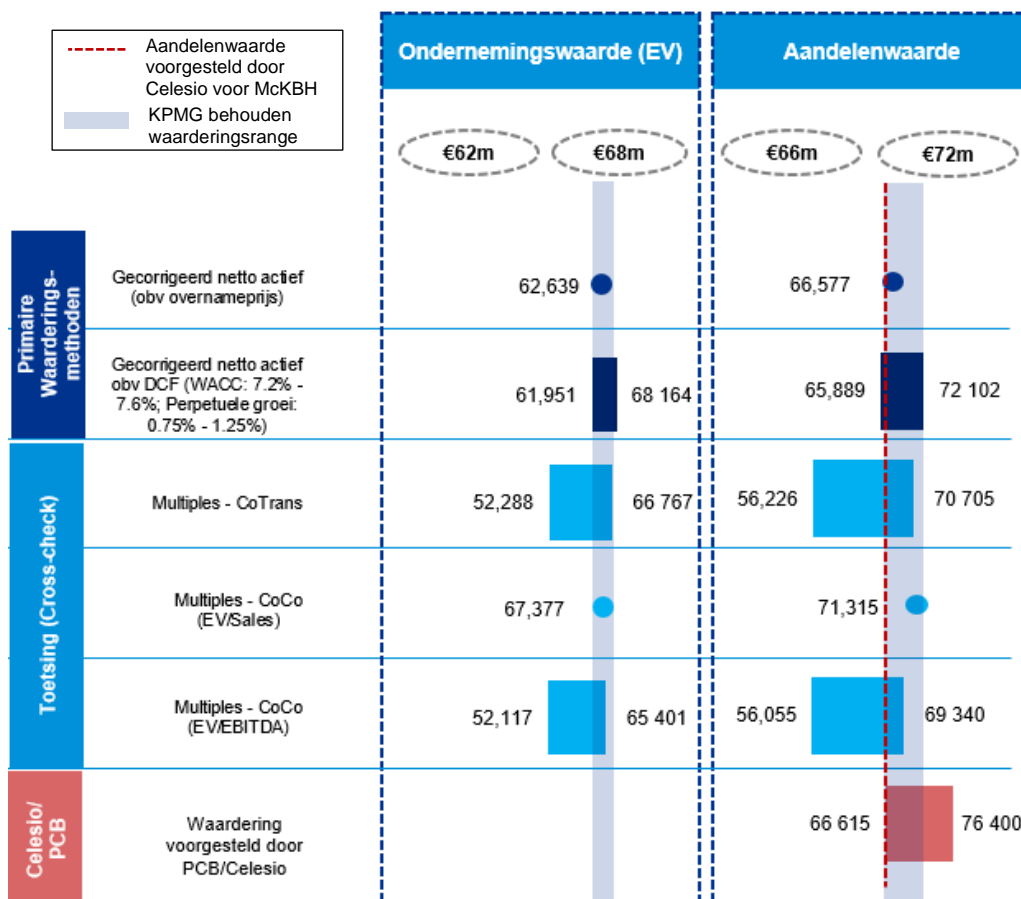 Aandelenwaarde
voorgesteld door
Celesio voor McKBH
KPMG behouden
waarderingsrange
Ondernemingswaarde (EV)
Aandelenwaarde
€62m
€68m
€66m
€72m
Primaire
Waarderings-
methoden
Gecorrigeerd netto actief
(obv overnameprijs)
62,639
66,577
Gecorrigeerd netto actief
obv DCF (WACC: 7.2% -
7.6%; Perpetuele groei:
0.75% - 1.25%)
61,951
68 164
65,889
72 102
Toetsing (Cross-check)
Multiples - CoTrans
52,288
66 767
56,226
70 705
Multiples - CoCo
(EV/Sales)
67,377
71,315
Multiples - CoCo
(EV/EBITDA)
52,117
65 401
56,055
69 340
Celesio/
PCB
Waardering
voorgesteld door
PCB/Celesio
66 615
76 400